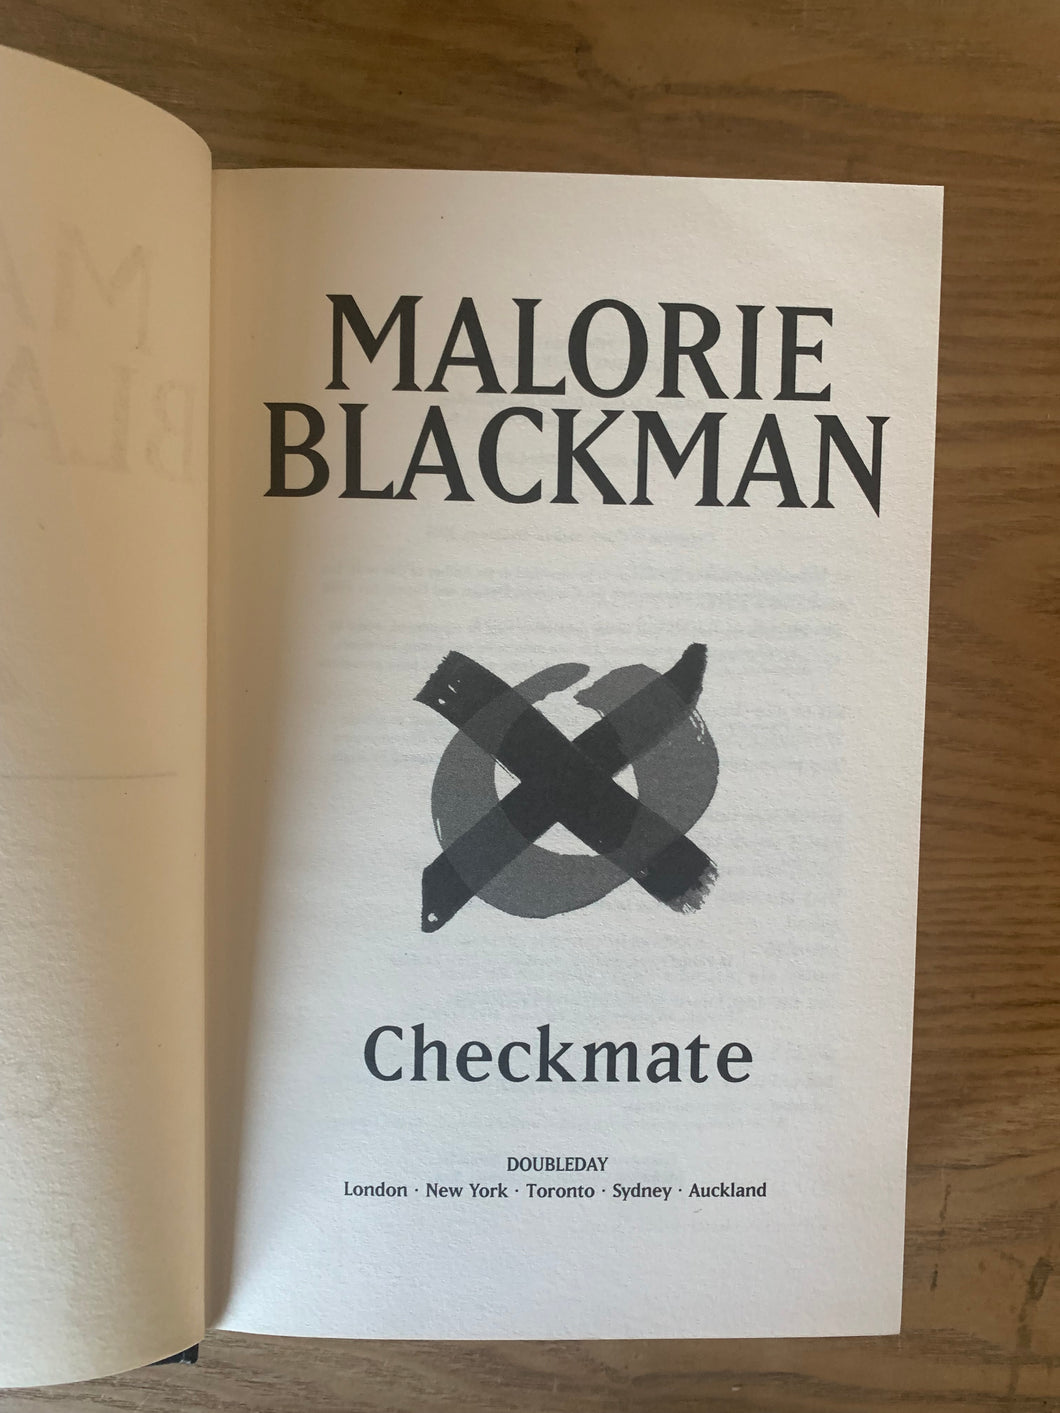 MALORIE
BLACKMAN
Checkmate
DOUBLEDAY
London · New York · Toronto · Sydney · Auckland